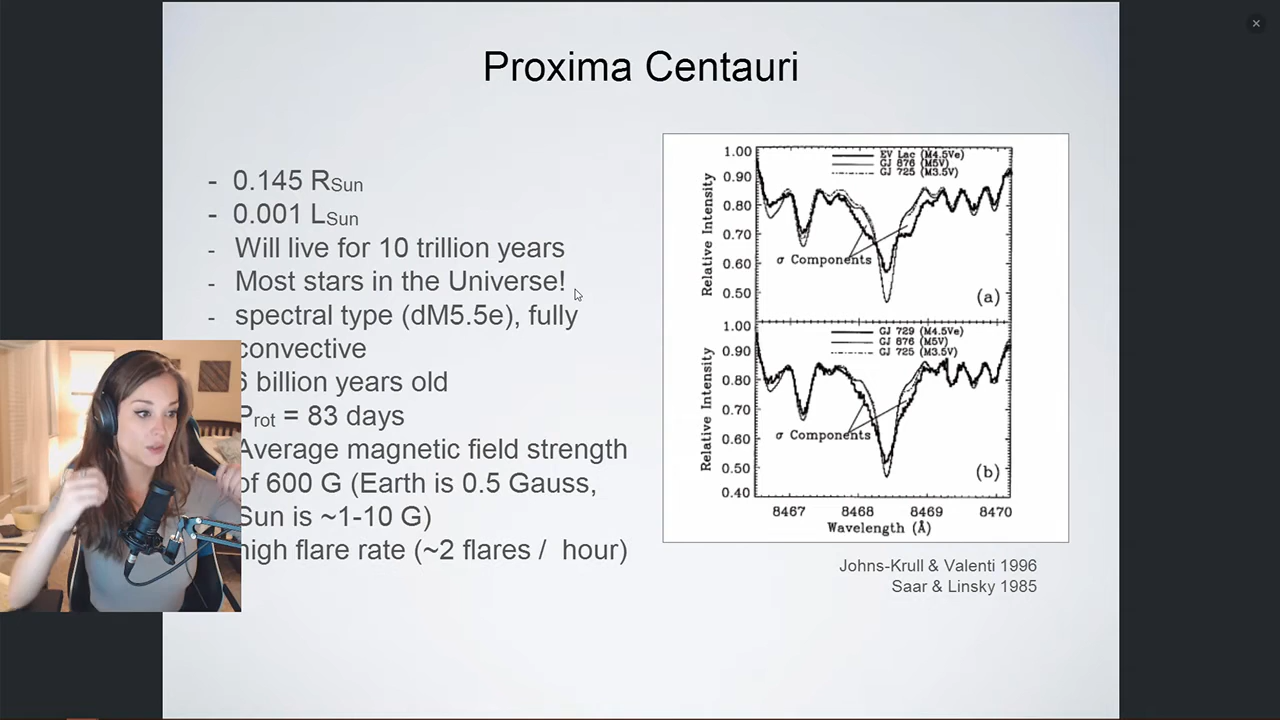 Proxima Centauri
- 0.145 RSun
- 0.001 LSun
- Will live for 10 trillion years
- Most stars in the Universe!
- spectral type (dM5.5e), fully
convective
billion years old
Prot = 83 days
Average magnetic field strength
of 600 G (Earth is 0.5 Gauss,
Sun is ~1-10 G)
high flare rate (~2 flares / hour)
EV Lac (M4.5Ve)
GJ 876 (M5V)
GJ 725 (M3.5V)
1.00
0.90
0.80
0.70
0.60
0.50
Relative Intensity
σ Components
(a)
GJ 729 (M4.5Ve)
GJ 876 (M5V)
GJ 725 (M3.5V)
1.00
0.90
0.80
0.70
0.60
0.50
0.40
Relative Intensity
σ Components
(b)
8467 8468 8469 8470
Wavelength (Å)
Johns-Krull & Valenti 1996
Saar & Linsky 1985